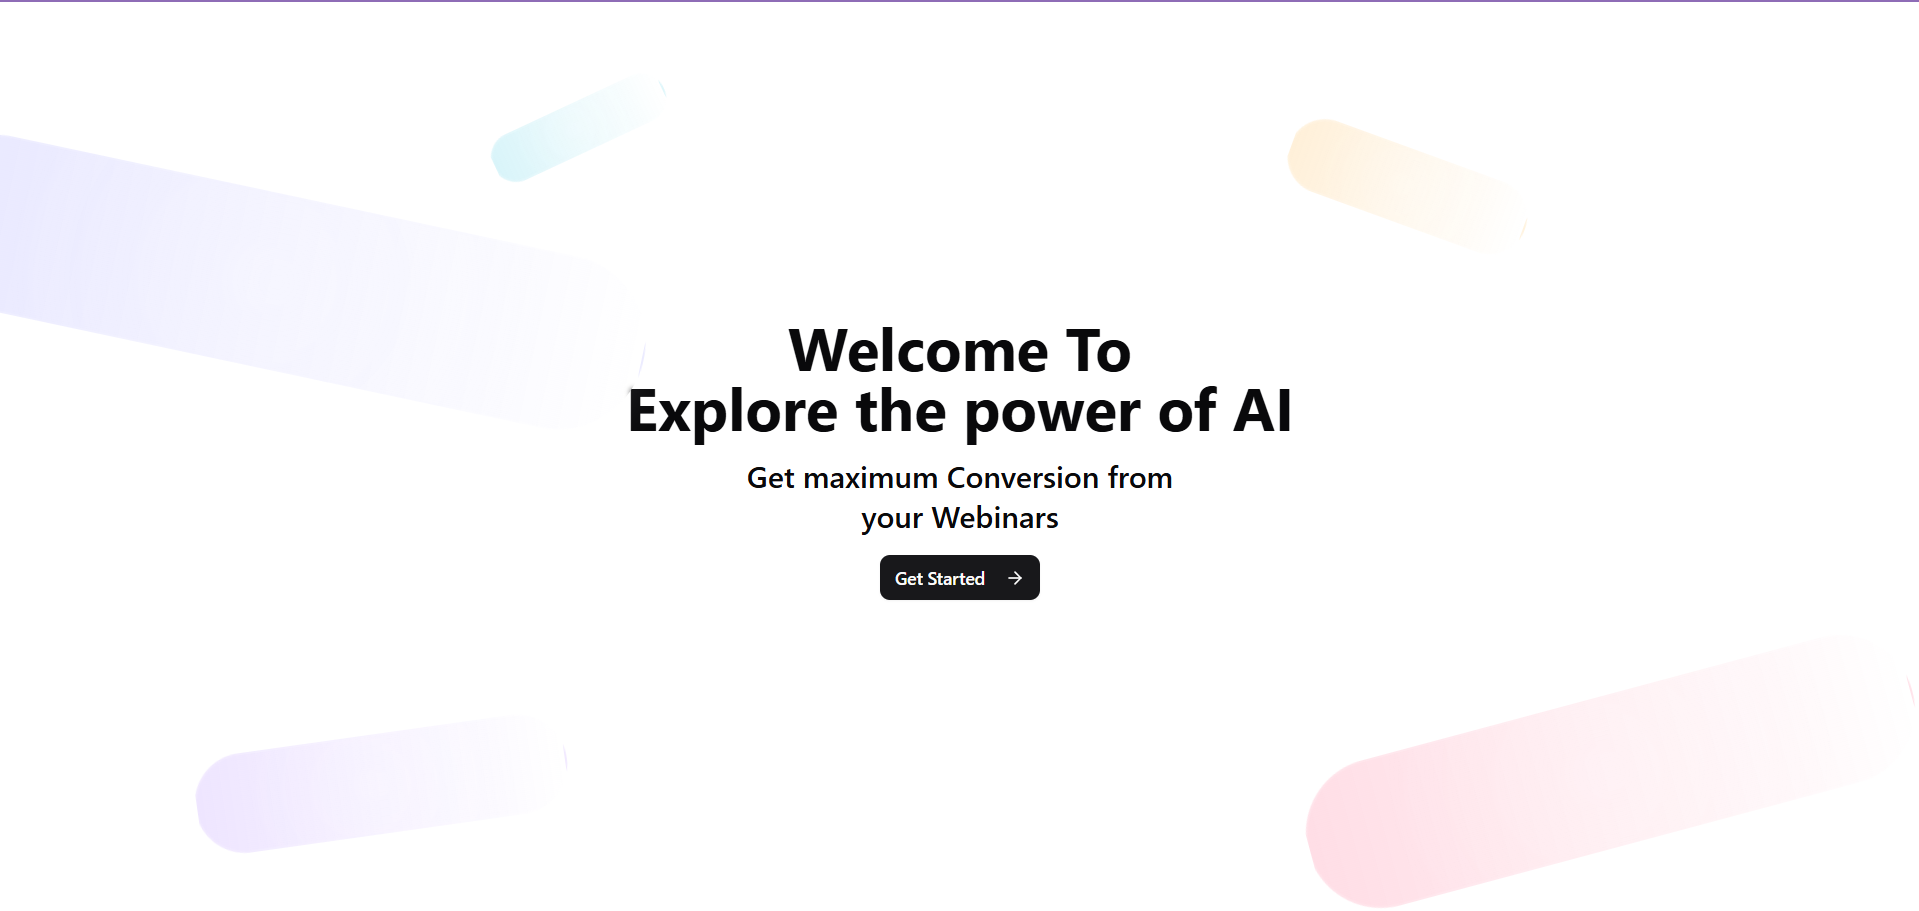 Welcome To
Explore the power of AI
Get maximum Conversion from
your Webinars
Get Started